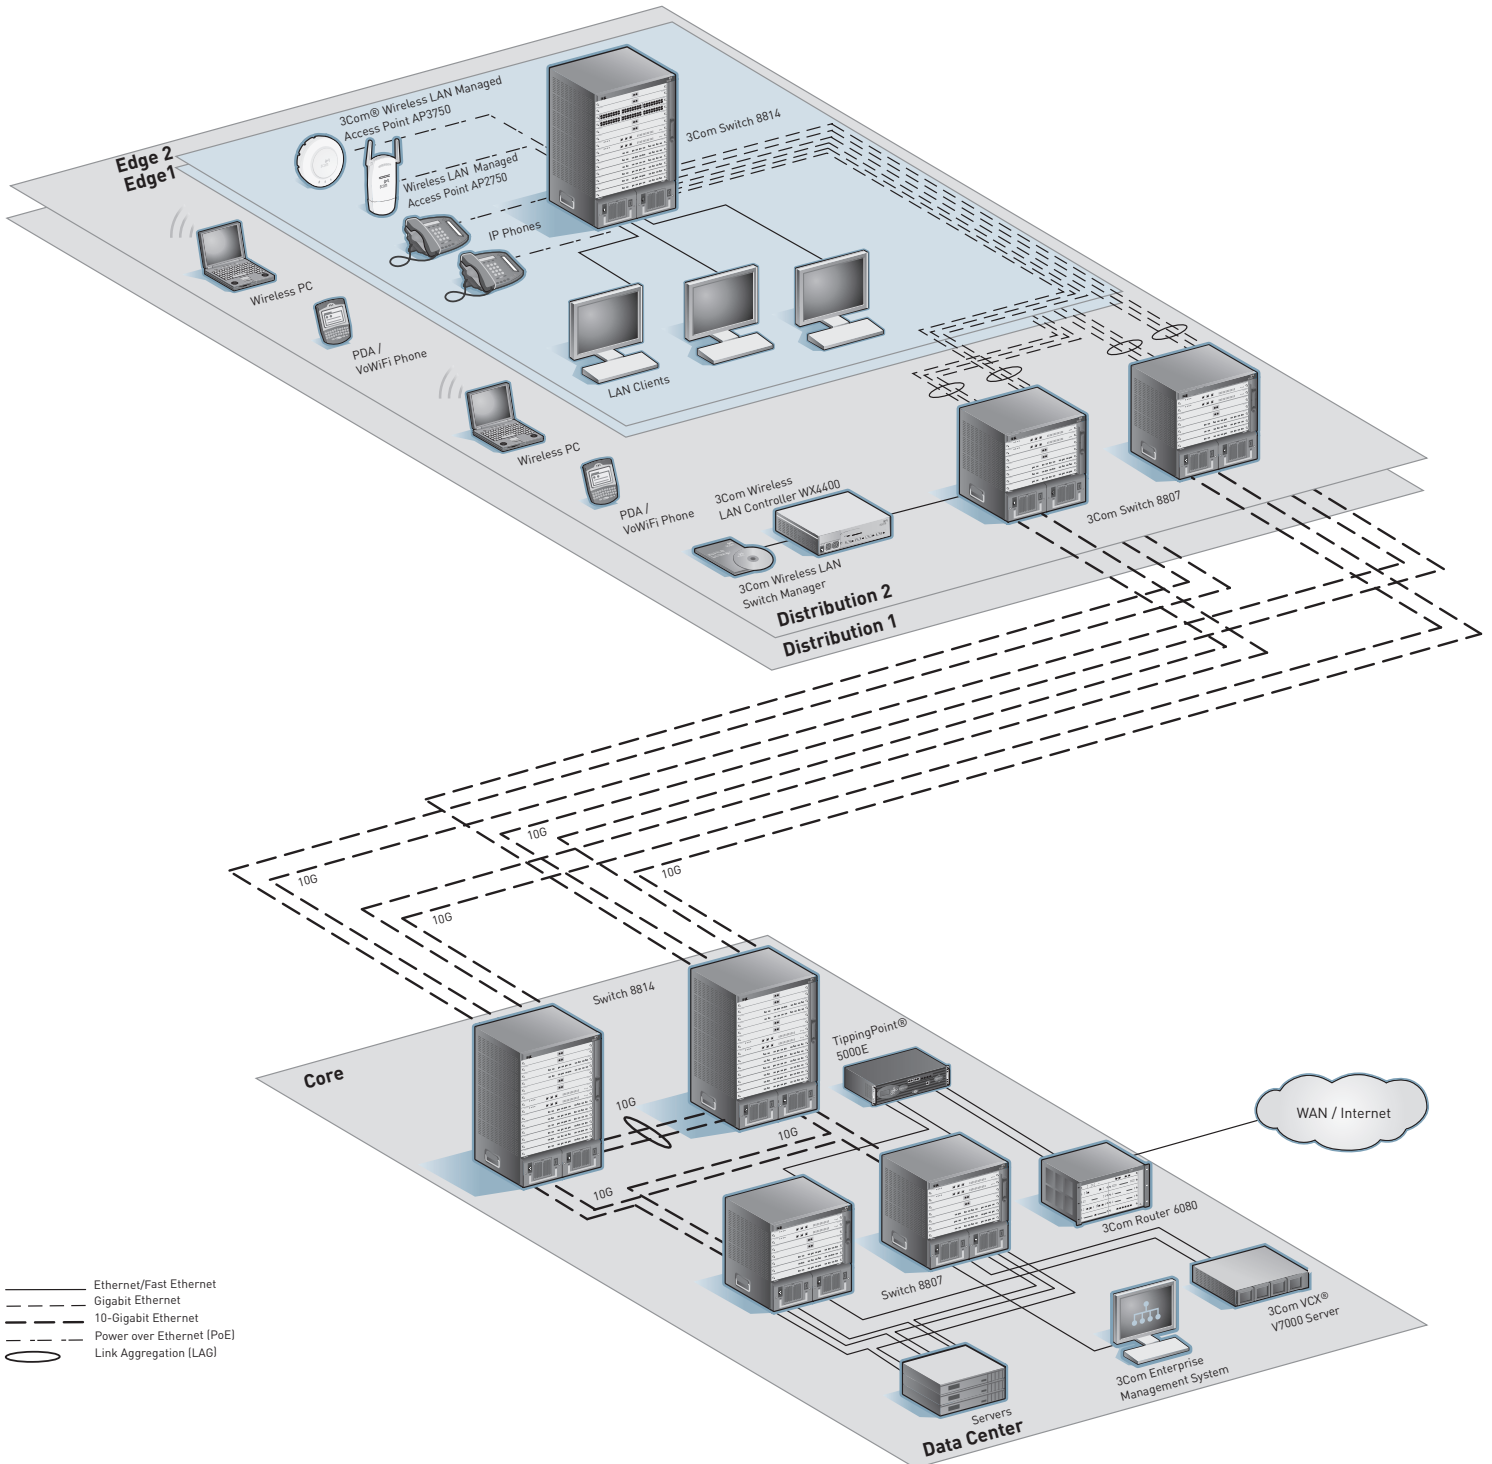 3Com® Wireless LAN Managed
Access Point AP3750
3Com Switch 8814
Edge 2
Edge1
Wireless LAN Managed
Access Point AP2750
IP Phones
Wireless PC
PDA /
VoWiFi Phone
LAN Clients
Wireless PC
PDA /
VoWiFi Phone
3Com Wireless
LAN Controller WX4400
3Com Switch 8807
3Com Wireless LAN
Switch Manager
Distribution 2
Distribution 1
10G
10G
10G
10G
Switch 8814
TippingPoint®
5000E
Core
10G
10G
10G
WAN / Internet
3Com Router 6080
Switch 8807
3Com VCX®
V7000 Server
3Com Enterprise
Management System
Servers
Data Center
Ethernet/Fast Ethernet
Gigabit Ethernet
10-Gigabit Ethernet
Power over Ethernet (PoE)
Link Aggregation (LAG)